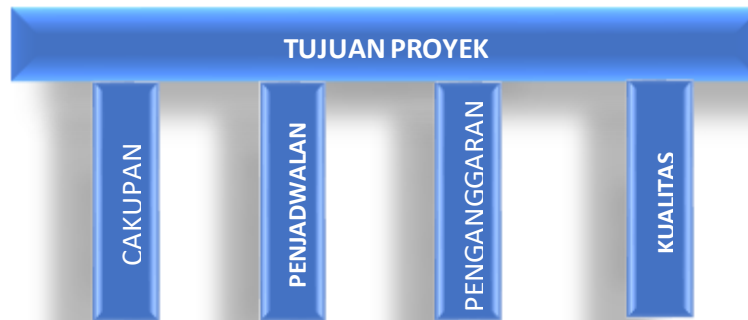 TUJUAN PROYEK
CAKUPAN
PENJADWALAN
PENGANGGARAN
KUALITAS